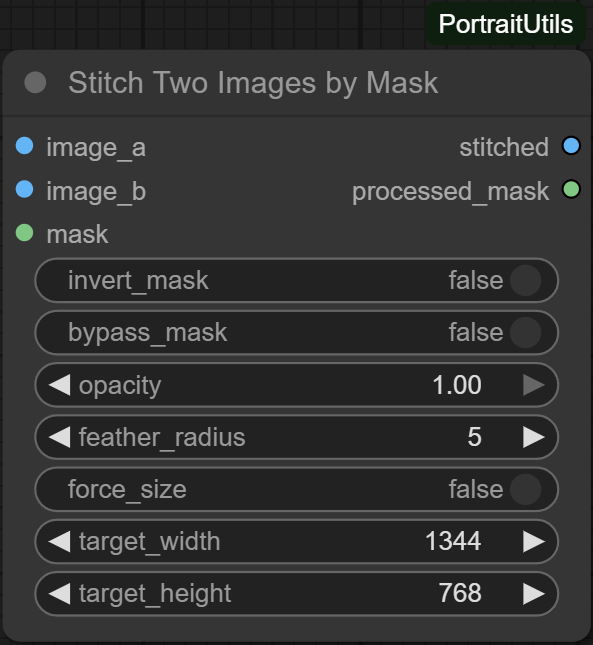 PortraitUtils
Stitch Two Images by Mask
image_a stitched
image_b processed_mask
mask
invert_mask false
bypass_mask false
opacity 1.00
feather_radius 5
force_size false
target_width 1344
target_height 768